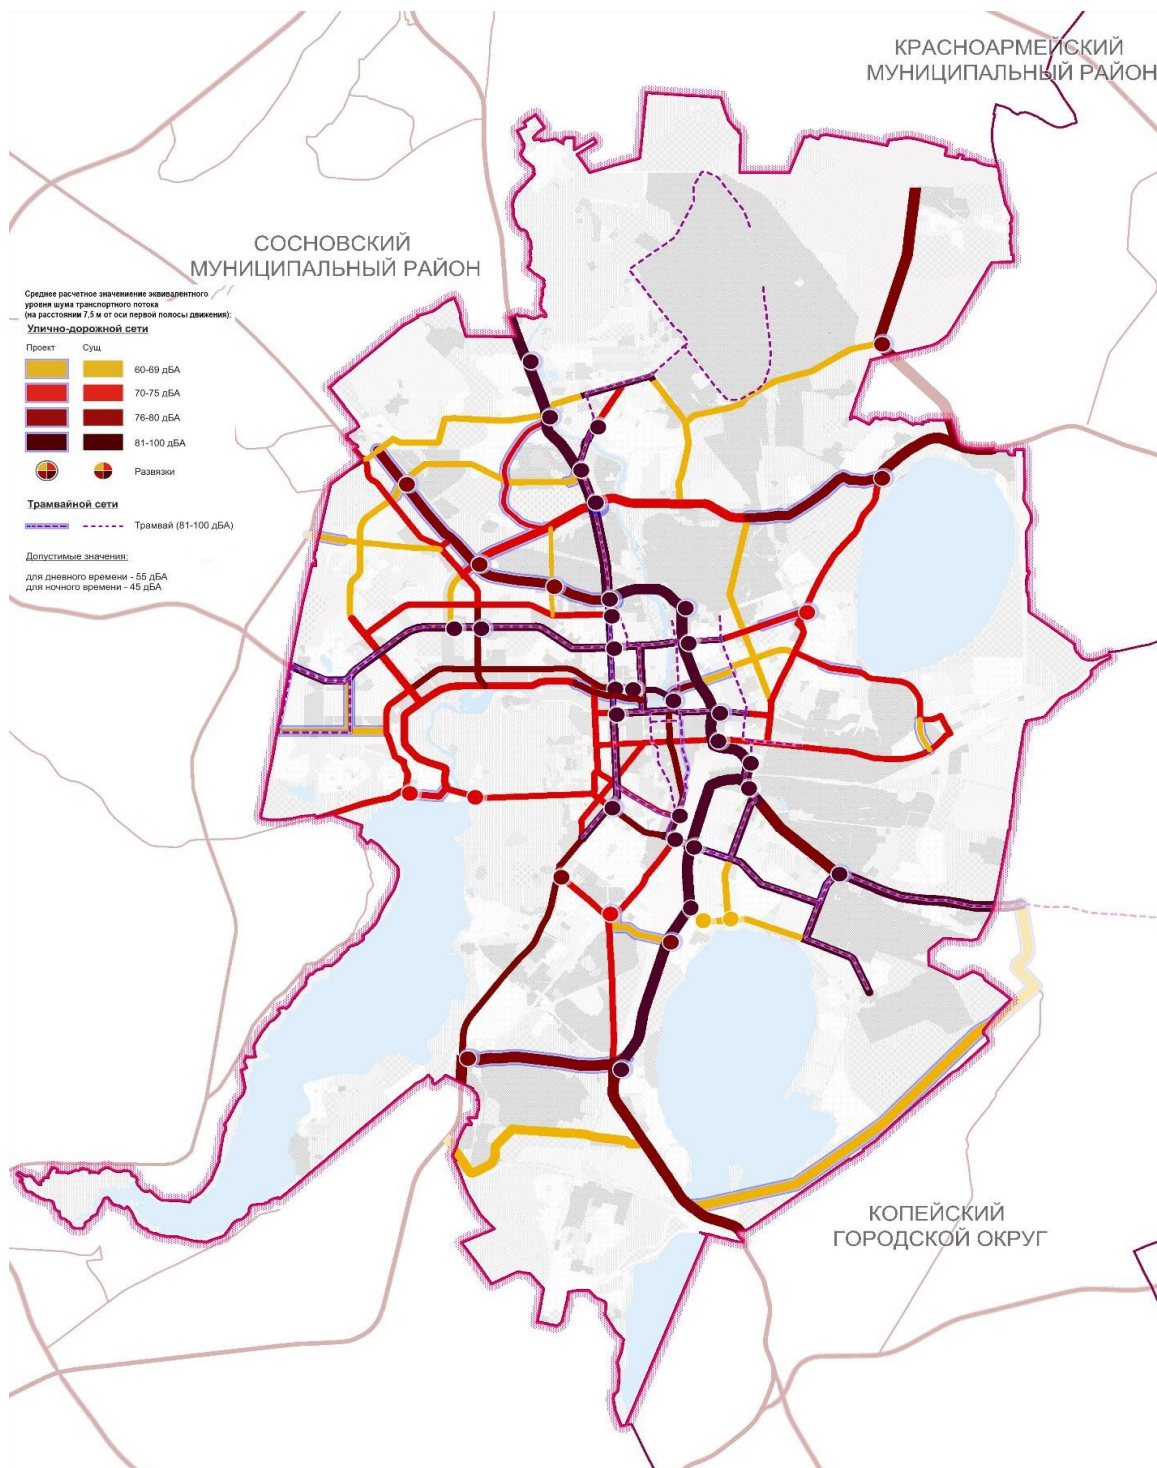 КРАСНОАРМЕЙСКИЙ
МУНИЦИПАЛЬНЫЙ РАЙОН
СОСНОВСКИЙ
МУНИЦИПАЛЬНЫЙ РАЙОН
Среднее расчетное значениение эквивалентного
уровеня шума транспортного потока
(на расстоянии 7,5 м от оси первой полосы движения):
Улично-дорожной сети
Проект Сущ
60-69 дБА
70-75 дБА
76-80 дБА
81-100 дБА
Развязки
Трамвайной сети
Трамвай (81-100 дБА)
Допустимые значения:
для дневного времени - 55 дБА
для ночного времени - 45 дБА
КОПЕЙСКИЙ
ГОРОДСКОЙ ОКРУГ